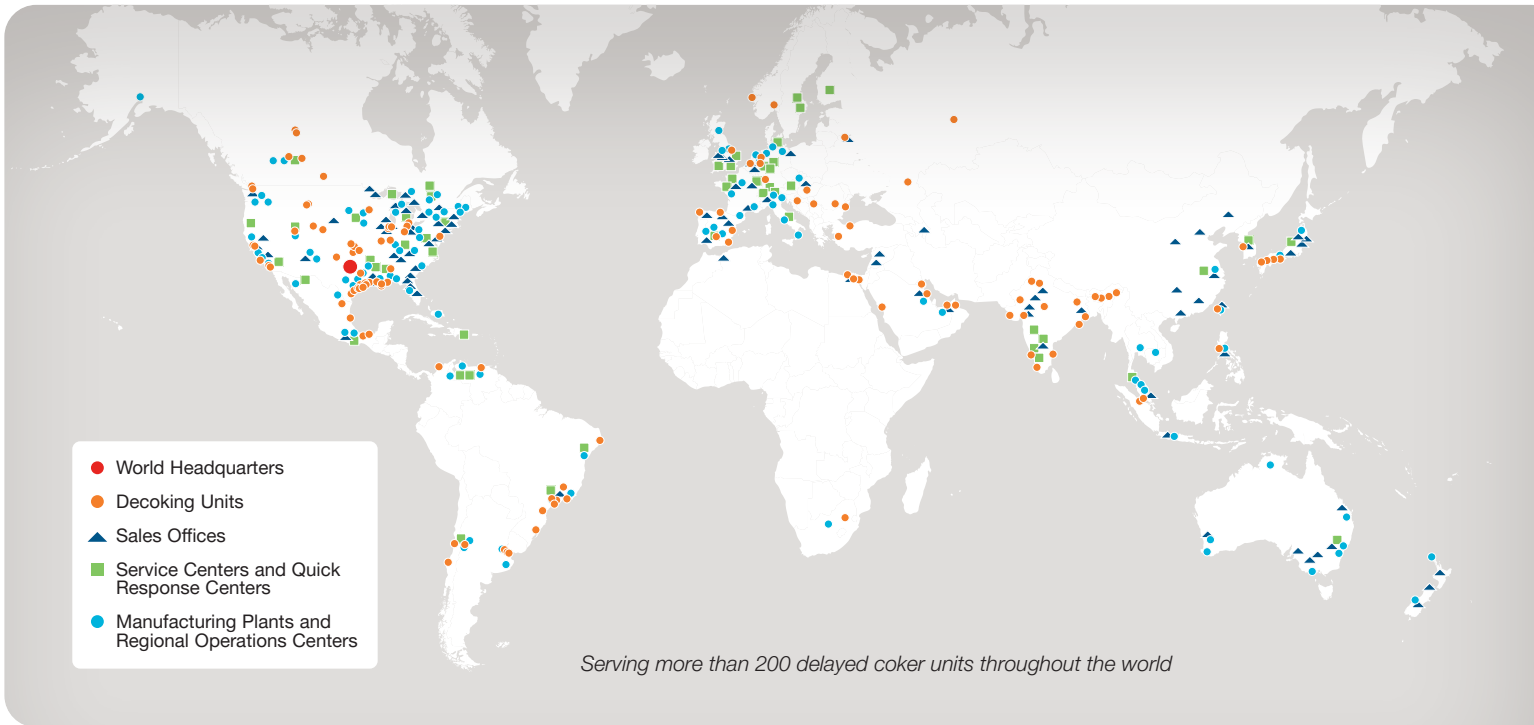 World Headquarters
Decoking Units
Sales Offices
Service Centers and Quick
Response Centers
Manufacturing Plants and
Regional Operations Centers
Serving more than 200 delayed coker units throughout the world